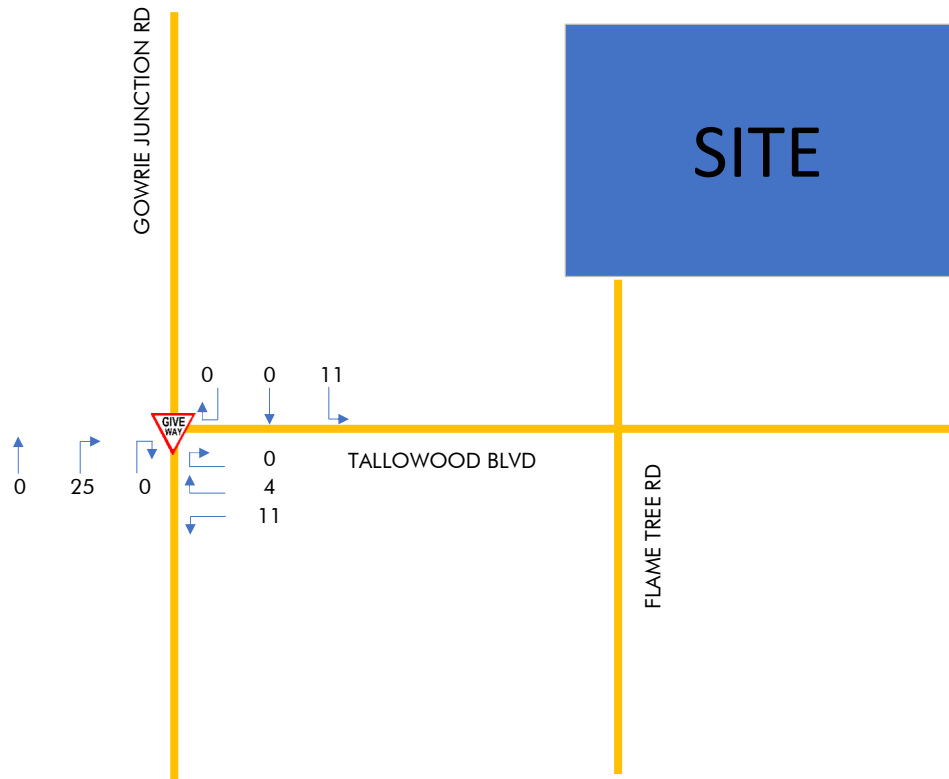 GOWRIE JUNCTION RD
SITE
0 0 11
GIVE
WAY
0 25 0
0
4
11
TALLOWOOD BLVD
FLAME TREE RD